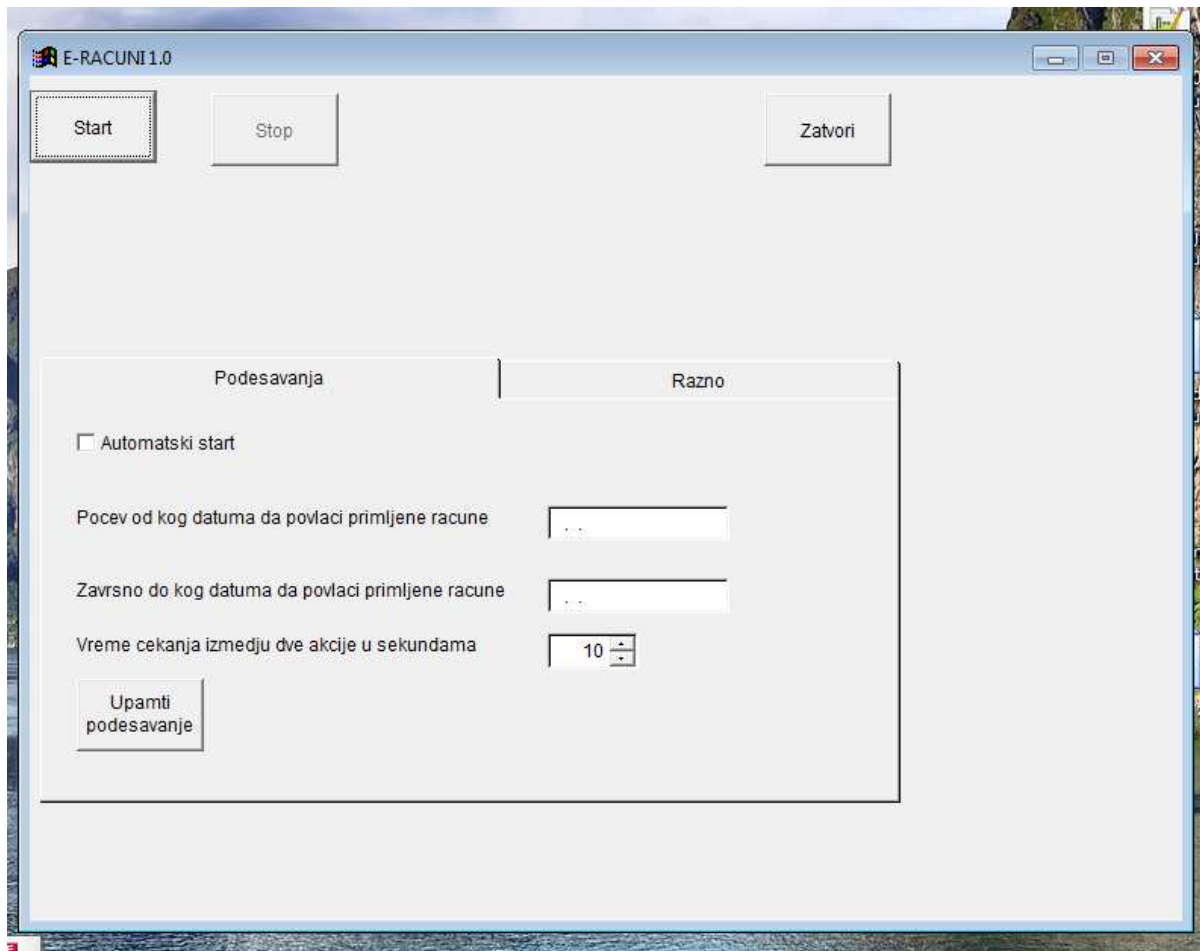 E-RACUNI 1.0
Start
Stop
Zatvori
Podesavanja
Razno
Automatski start
Pocev od kog datuma da povlaci primljene racune
. .
Zavrsno do kog datuma da povlaci primljene racune
. .
Vreme cekanja izmedju dve akcije u sekundama
10
Upamti
podesavanje